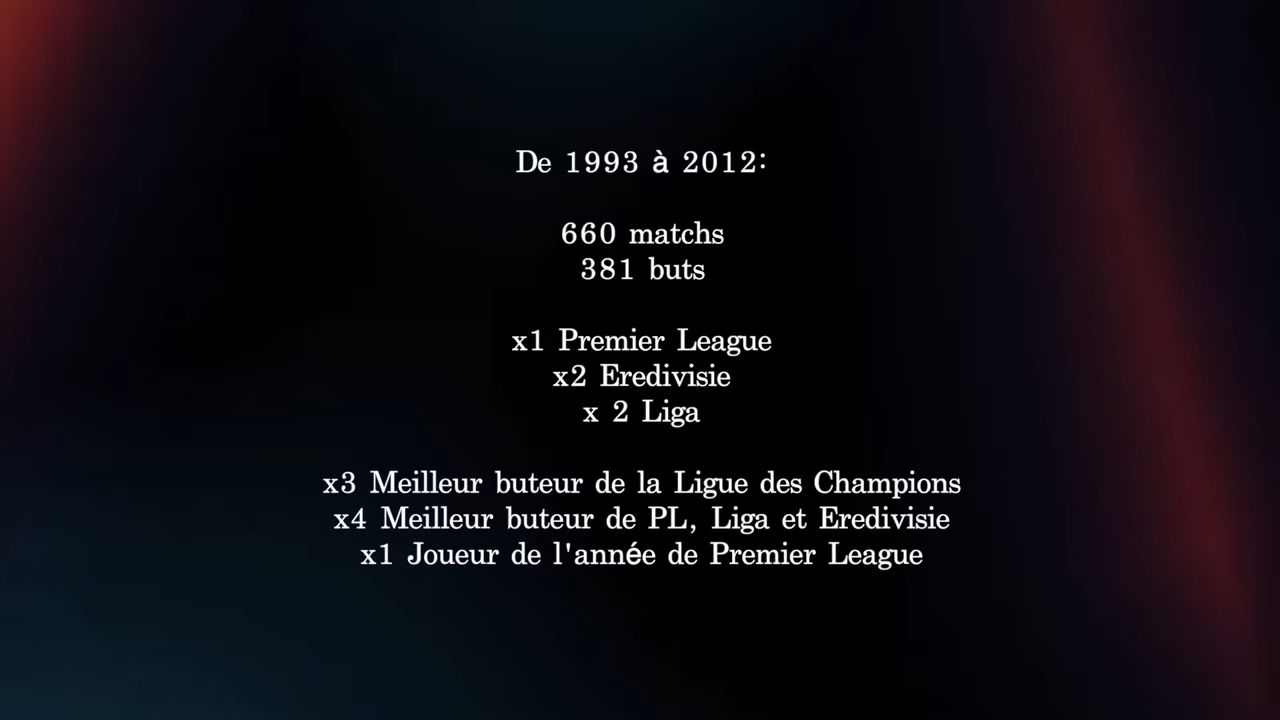 De 1993 à 2012:
660 matchs
381 buts
x1 Premier League
x2 Eredivisie
x 2 Liga
x3 Meilleur buteur de la Ligue des Champions
x4 Meilleur buteur de PL, Liga et Eredivisie
x1 Joueur de l'année de Premier League